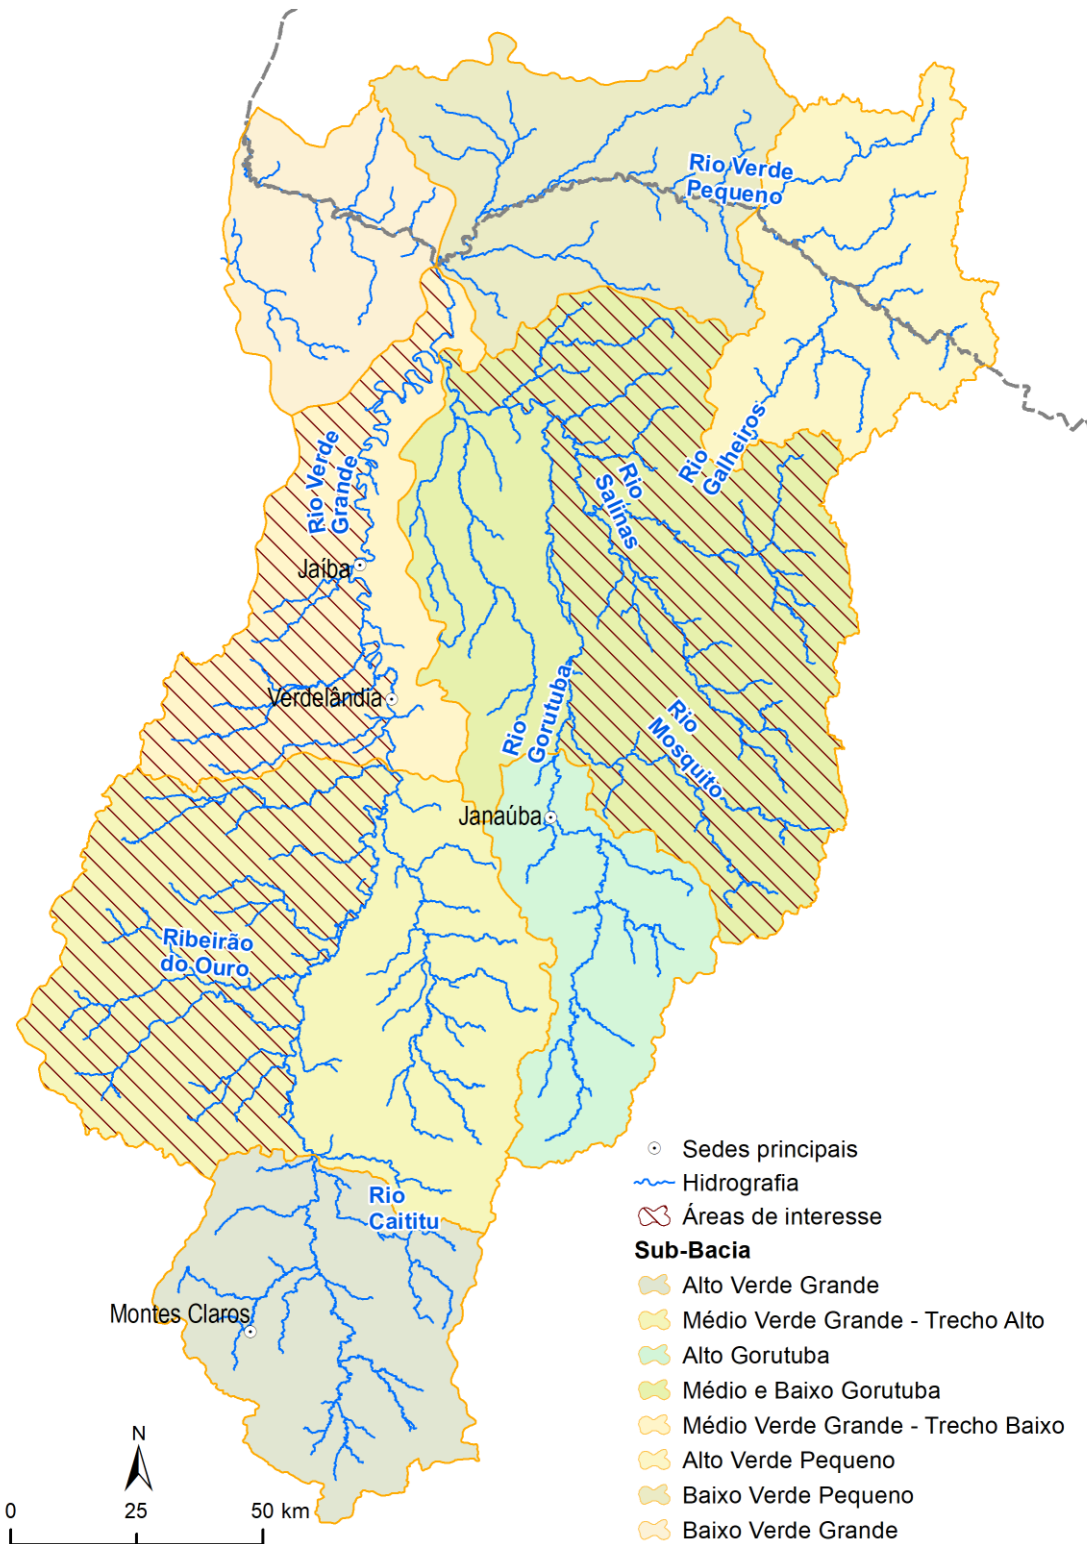 Rio Verde
Pequeno
Rio
Galheiros
Rio Verde
Grande
Rio
Salinas
Jaíba
Verdelândia
Rio
Gorutuba
Rio
Mosquito
Janaúba
Ribeirão
do Ouro
Rio
Caititu
Montes Claros
Sedes principais
Hidrografia
Áreas de interesse
Sub-Bacia
Alto Verde Grande
Médio Verde Grande - Trecho Alto
Alto Gorutuba
Médio e Baixo Gorutuba
Médio Verde Grande - Trecho Baixo
Alto Verde Pequeno
Baixo Verde Pequeno
Baixo Verde Grande
N
0 25 50 km